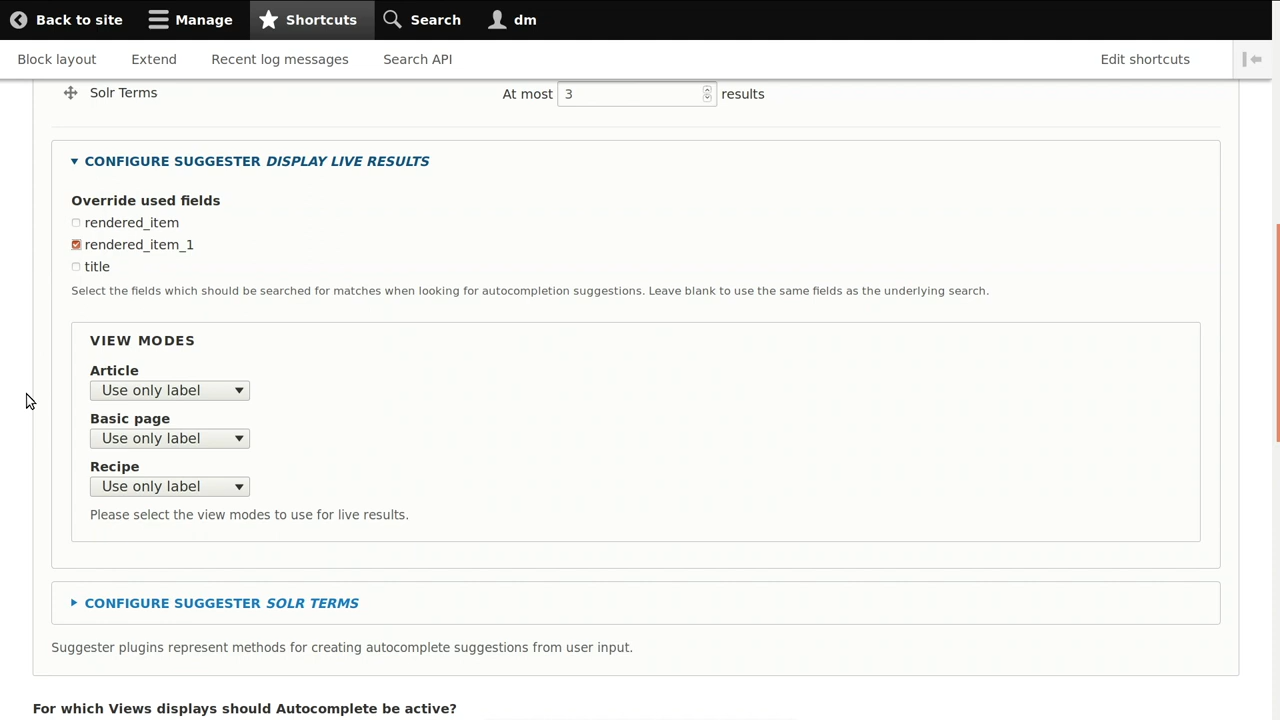 Back to site Manage Shortcuts Search dm
Block layout Extend Recent log messages Search API Edit shortcuts
Solr Terms At most 3 results
CONFIGURE SUGGESTER DISPLAY LIVE RESULTS
Override used fields
rendered_item
rendered_item_1
title
Select the fields which should be searched for matches when looking for autocompletion suggestions. Leave blank to use the same fields as the underlying search.
VIEW MODES
Article
Use only label
Basic page
Use only label
Recipe
Use only label
Please select the view modes to use for live results.
CONFIGURE SUGGESTER SOLR TERMS
Suggester plugins represent methods for creating autocomplete suggestions from user input.
For which Views displays should Autocomplete be active?